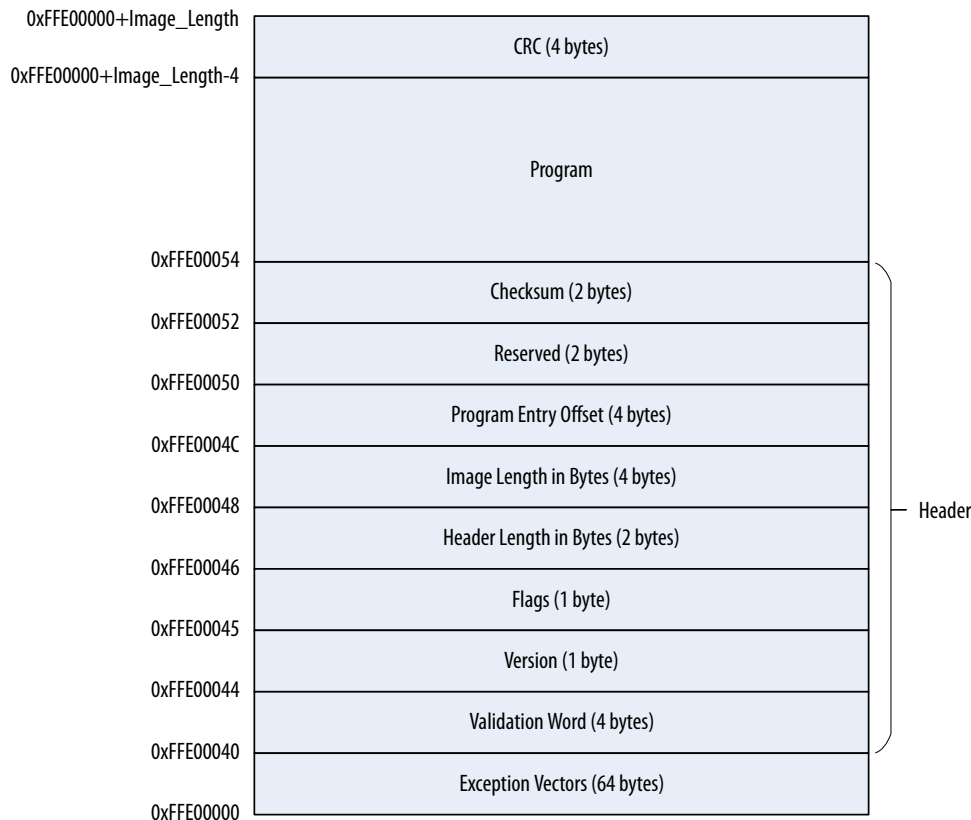 0xFFE00000+Image_Length
CRC (4 bytes)
0xFFE00000+Image_Length-4
Program
0xFFE00054
Checksum (2 bytes)
0xFFE00052
Reserved (2 bytes)
0xFFE00050
Program Entry Offset (4 bytes)
0xFFE0004C
Image Length in Bytes (4 bytes)
0xFFE00048
Header Length in Bytes (2 bytes)
Header
0xFFE00046
Flags (1 byte)
0xFFE00045
Version (1 byte)
0xFFE00044
Validation Word (4 bytes)
0xFFE00040
Exception Vectors (64 bytes)
0xFFE00000